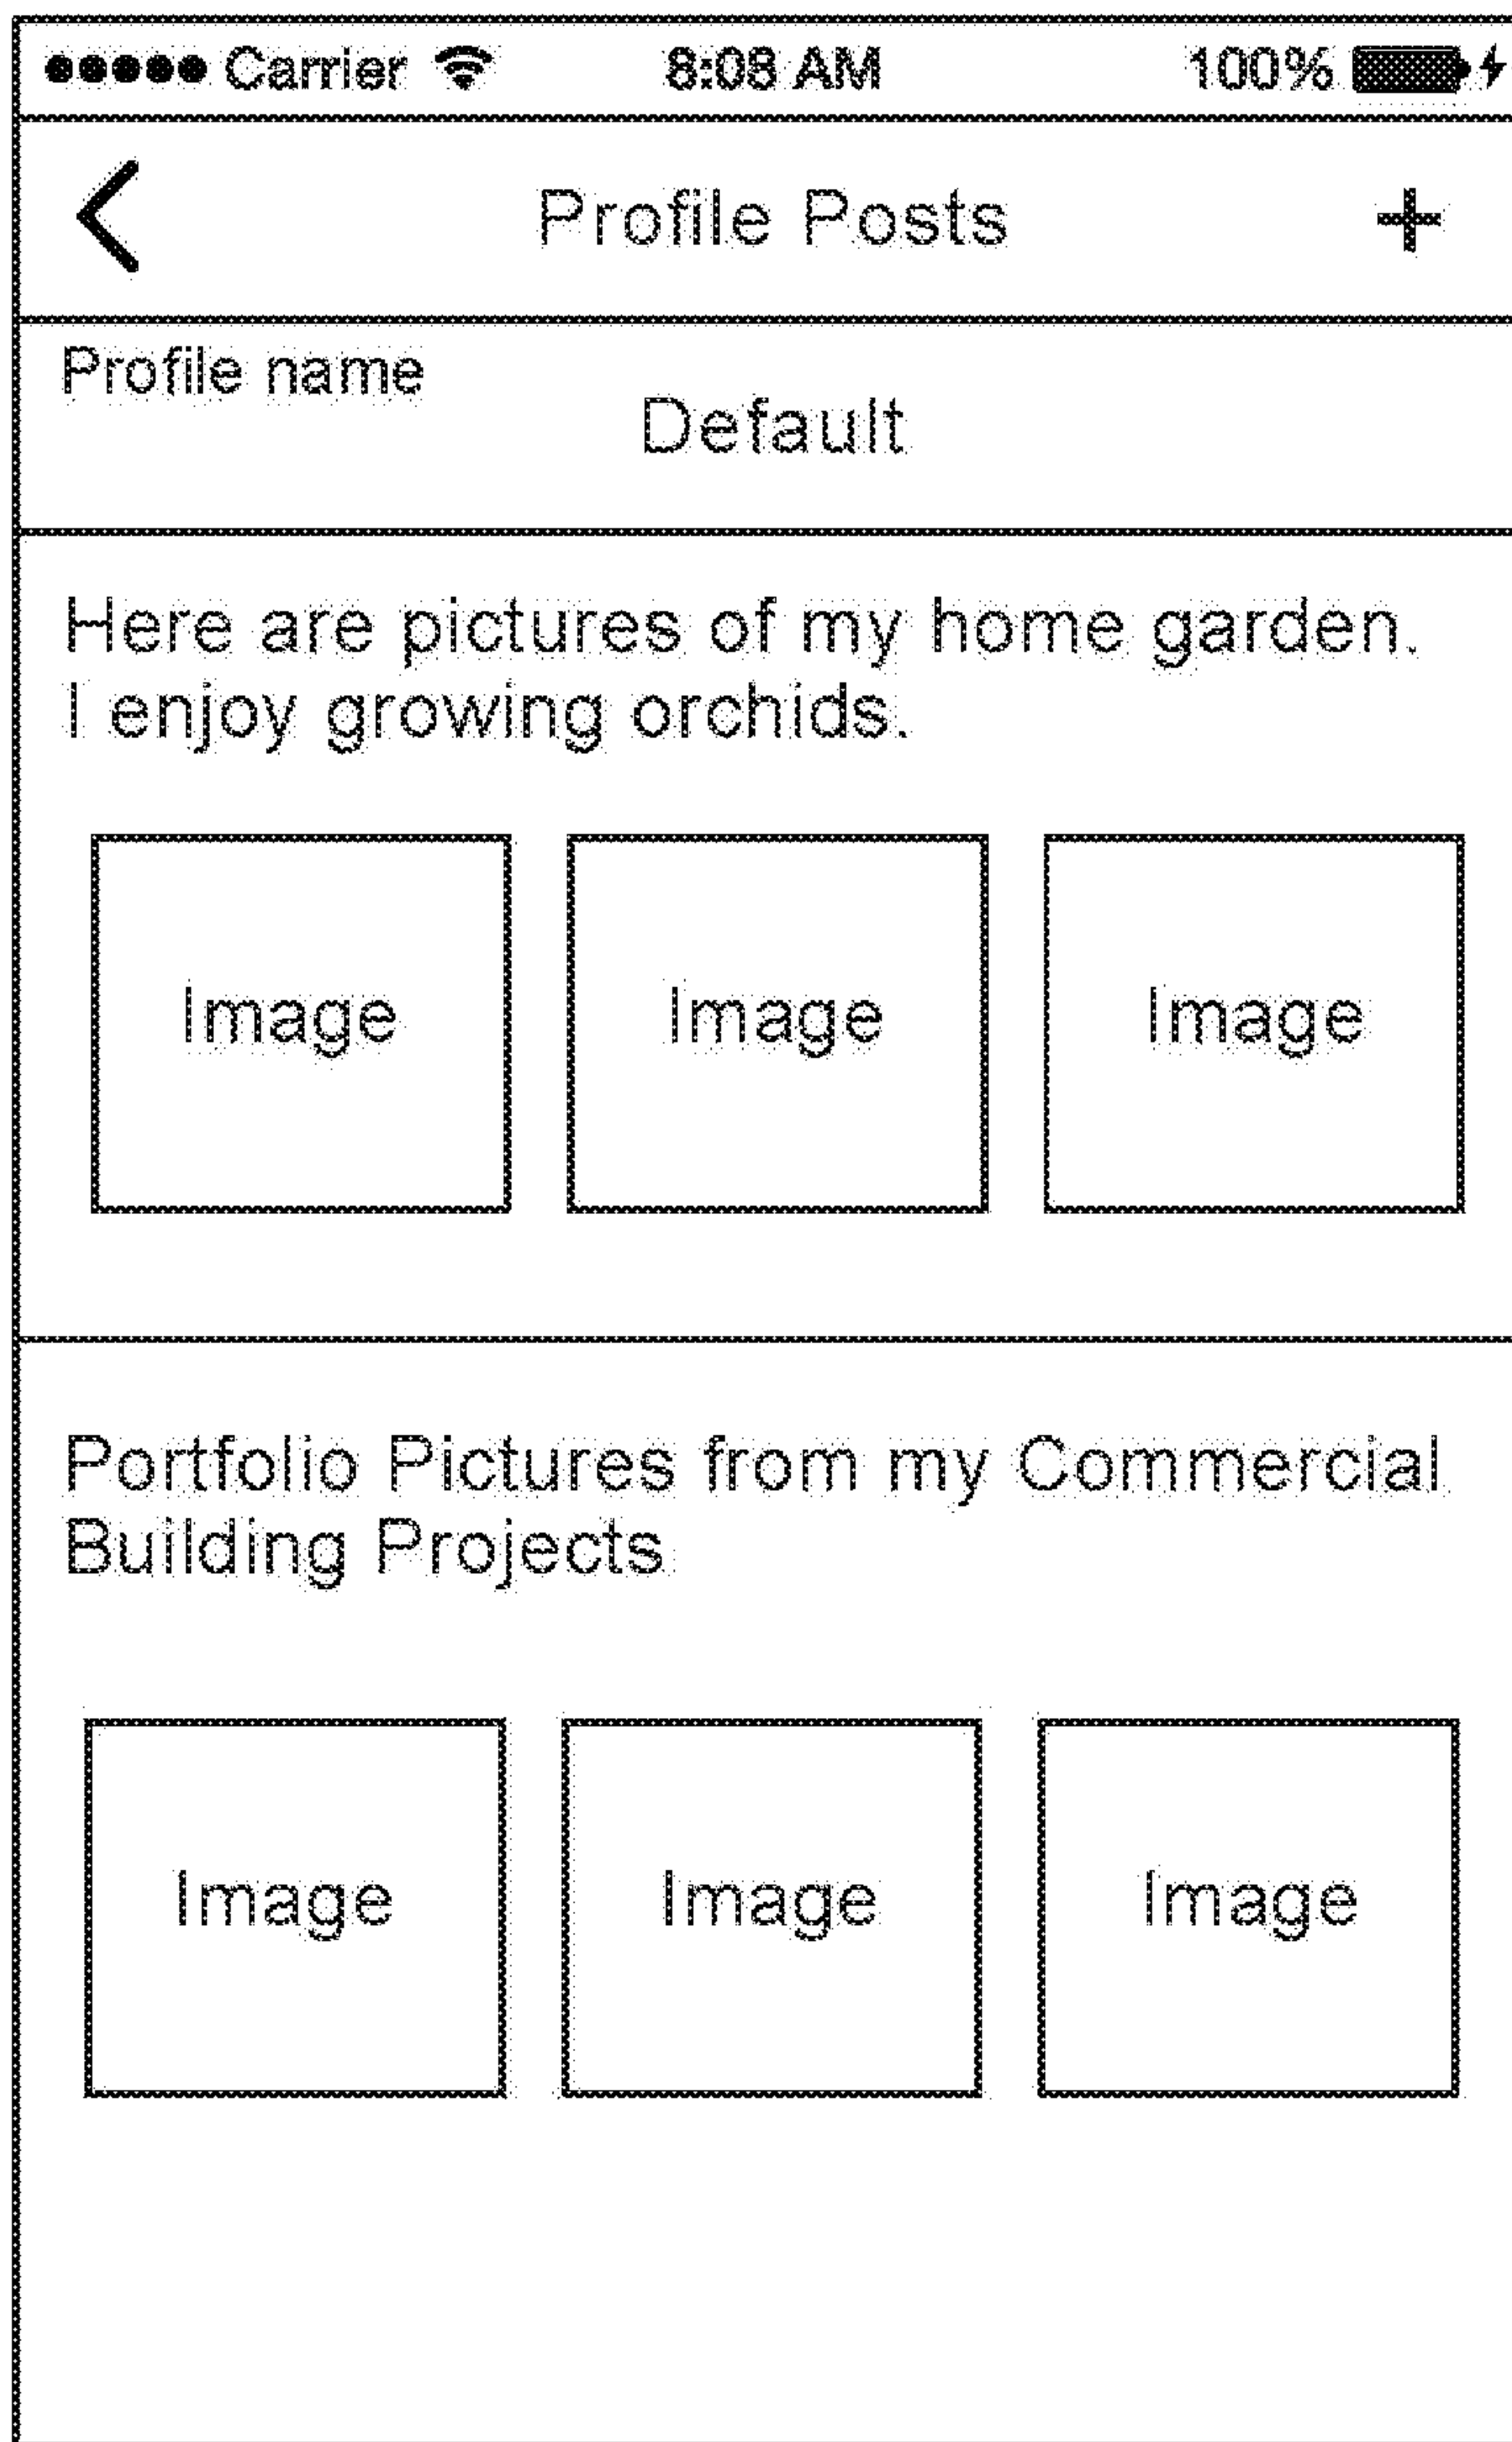 Carrier 8:08 AM 100%
Profile Posts +
Profile name
Default
Here are pictures of my home garden.
I enjoy growing orchids.
Image Image Image
Portfolio Pictures from my Commercial
Building Projects
Image Image Image